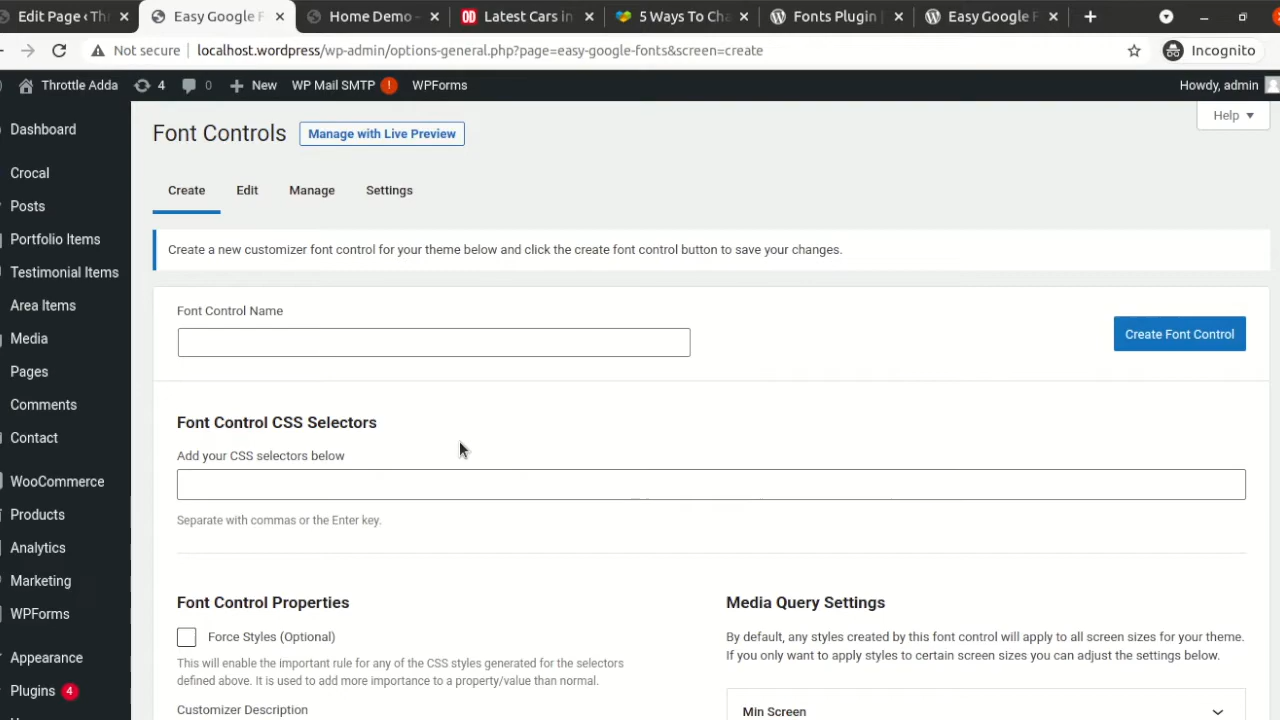 Edit Page ‹ Thr
Easy Google F
Home Demo -
Latest Cars in
5 Ways To Cha
Fonts Plugin |
Easy Google F
Not secure
localhost.wordpress/wp-admin/options-general.php?page=easy-google-fonts&screen=create
Incognito
Throttle Adda
4
0
New
WP Mail SMTP !
WPForms
Howdy, admin
Dashboard
Crocal
Posts
Portfolio Items
Testimonial Items
Area Items
Media
Pages
Comments
Contact
WooCommerce
Products
Analytics
Marketing
WPForms
Appearance
Plugins 4
Font Controls
Manage with Live Preview
Help
Create
Edit
Manage
Settings
Create a new customizer font control for your theme below and click the create font control button to save your changes.
Font Control Name
Create Font Control
Font Control CSS Selectors
Add your CSS selectors below
Separate with commas or the Enter key.
Font Control Properties
Force Styles (Optional)
This will enable the important rule for any of the CSS styles generated for the selectors
defined above. It is used to add more importance to a property/value than normal.
Customizer Description
Media Query Settings
By default, any styles created by this font control will apply to all screen sizes for your theme.
If you only want to apply styles to certain screen sizes you can adjust the settings below.
Min Screen